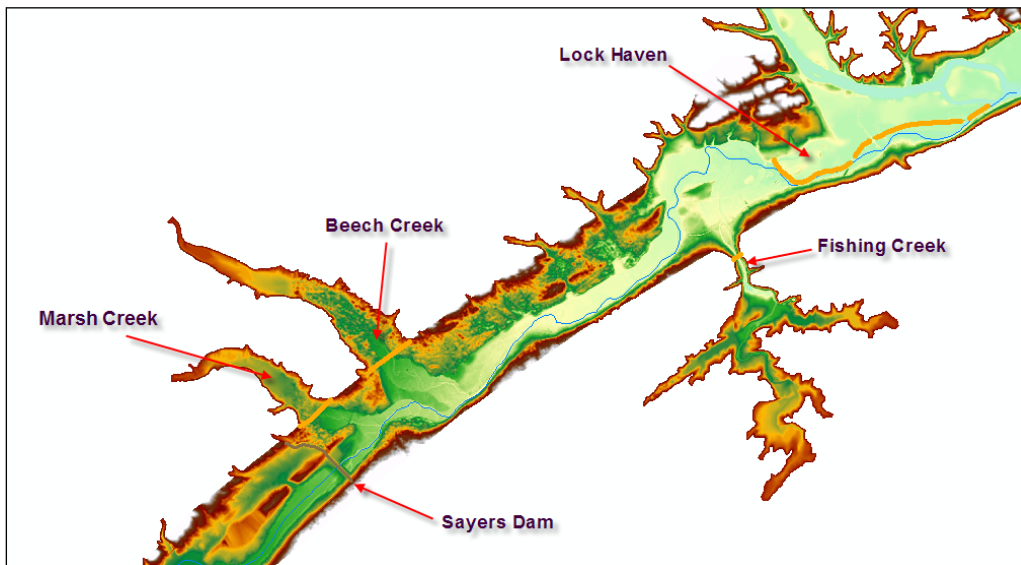 Lock Haven
Beech Creek
Fishing Creek
Marsh Creek
Sayers Dam